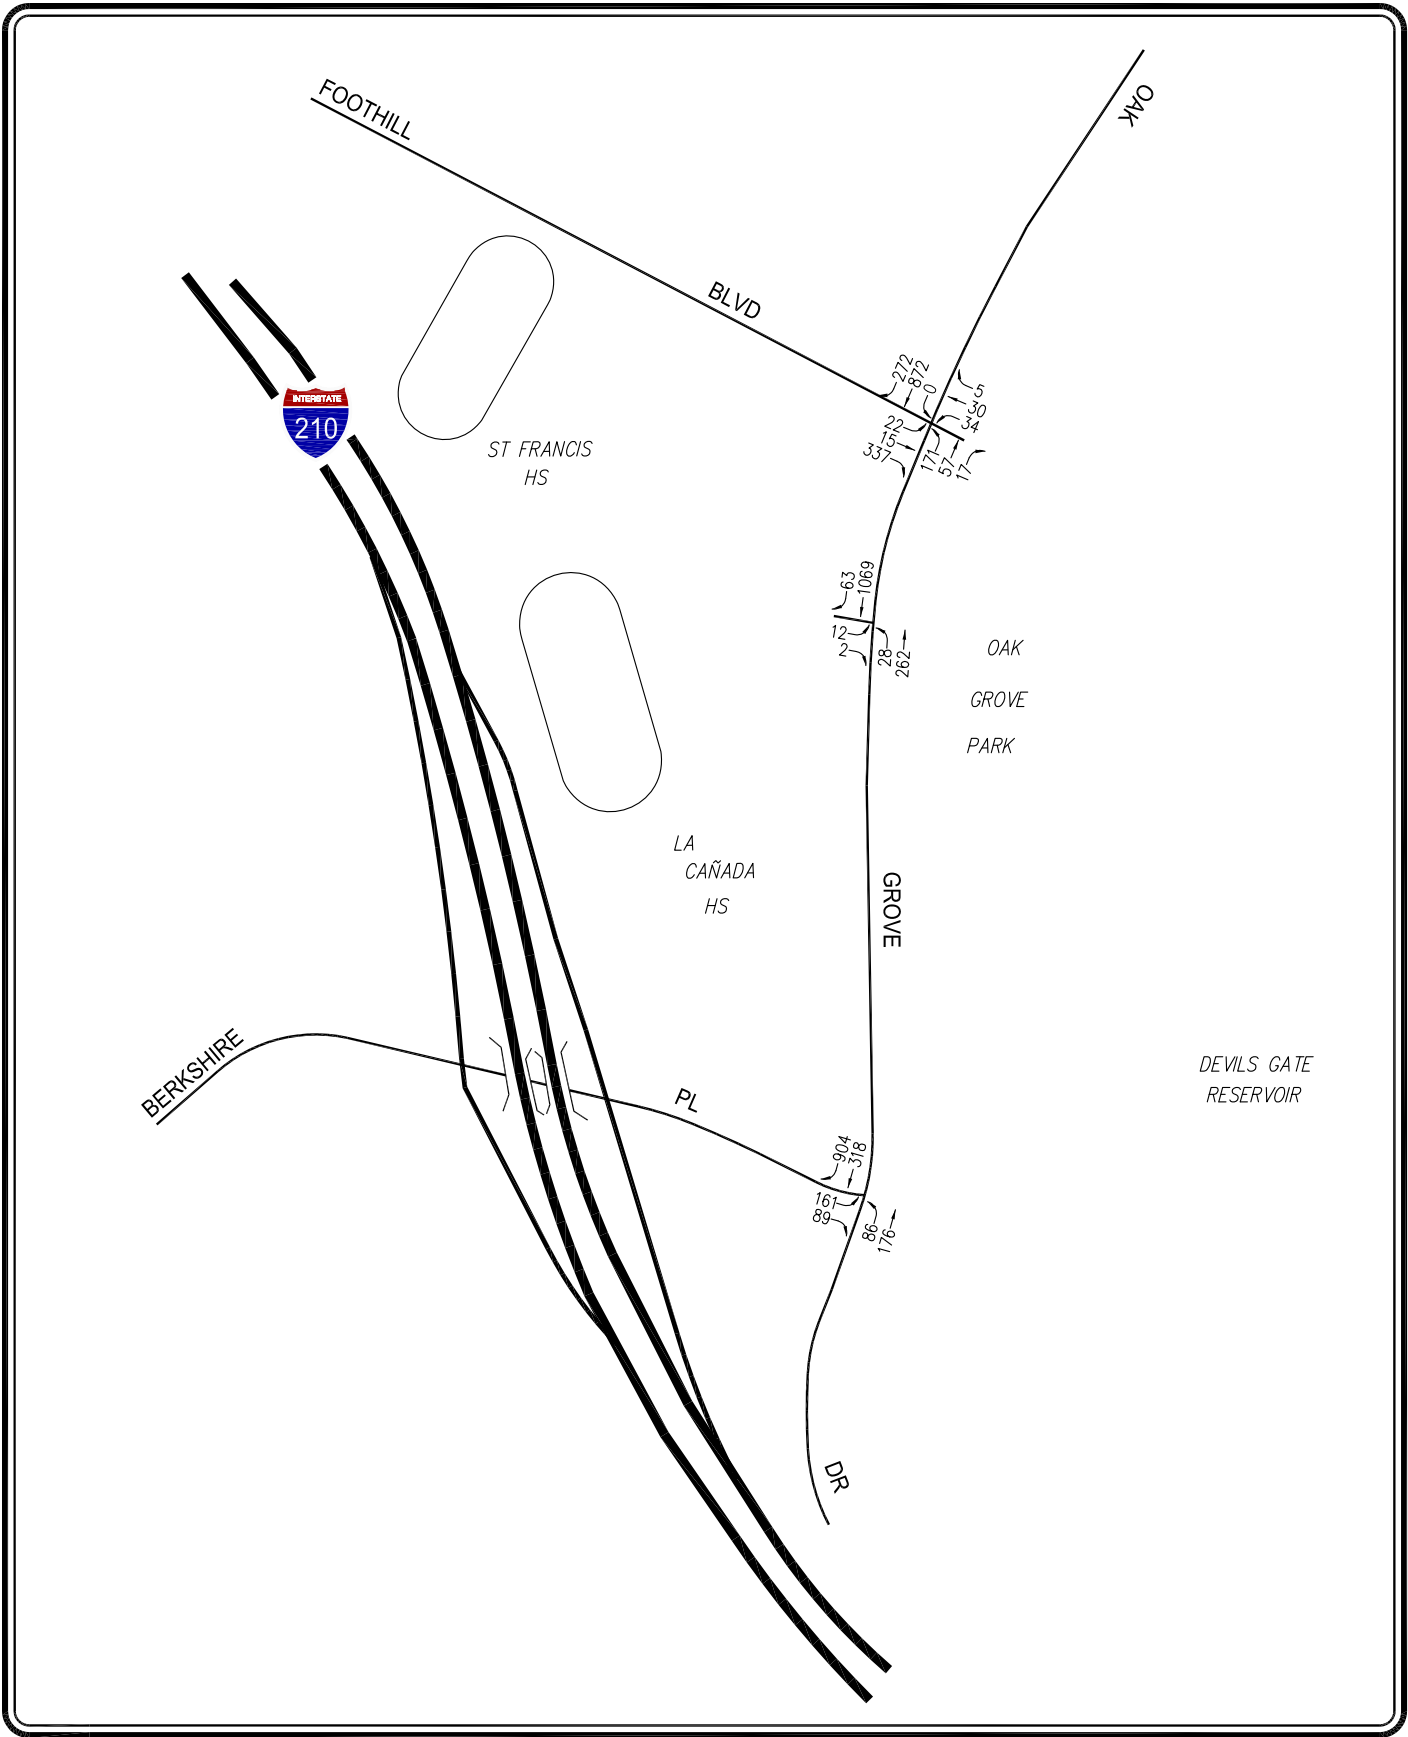 OAK
FOOTHILL
BLVD
272
872
0
5
30
34
22
15
337
171
57
17
INTERSTATE
210
ST FRANCIS
HS
63
1069
12
2
28
262
OAK
GROVE
PARK
LA
CAÑADA
HS
GROVE
BERKSHIRE
PL
DEVILS GATE
RESERVOIR
904
318
161
89
86
176
DR